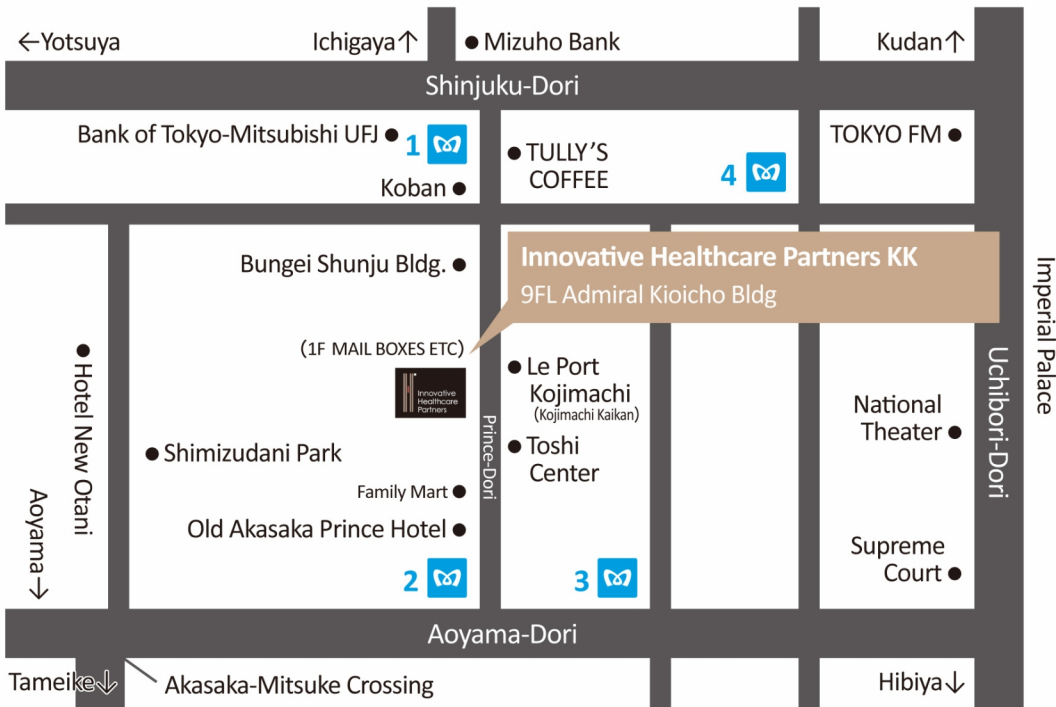 ←Yotsuya
Ichigaya↑
Mizuho Bank
Kudan↑
Shinjuku-Dori
Bank of Tokyo-Mitsubishi UFJ
1
TULLY'S
COFFEE
4
TOKYO FM
Koban
Bungei Shunju Bldg.
Innovative Healthcare Partners KK
9FL Admiral Kioicho Bldg
Imperial Palace
(1F MAIL BOXES ETC)
Innovative
Healthcare
Partners
Le Port
Kojimachi
(Kojimachi Kaikan)
Uchibori-Dori
Hotel New Otani
Prince-Dori
National
Theater
Toshi
Center
Shimizudani Park
Family Mart
Old Akasaka Prince Hotel
Aoyama→
Supreme
Court
2
3
Aoyama-Dori
Tameike↓
Akasaka-Mitsuke Crossing
Hibiya↓